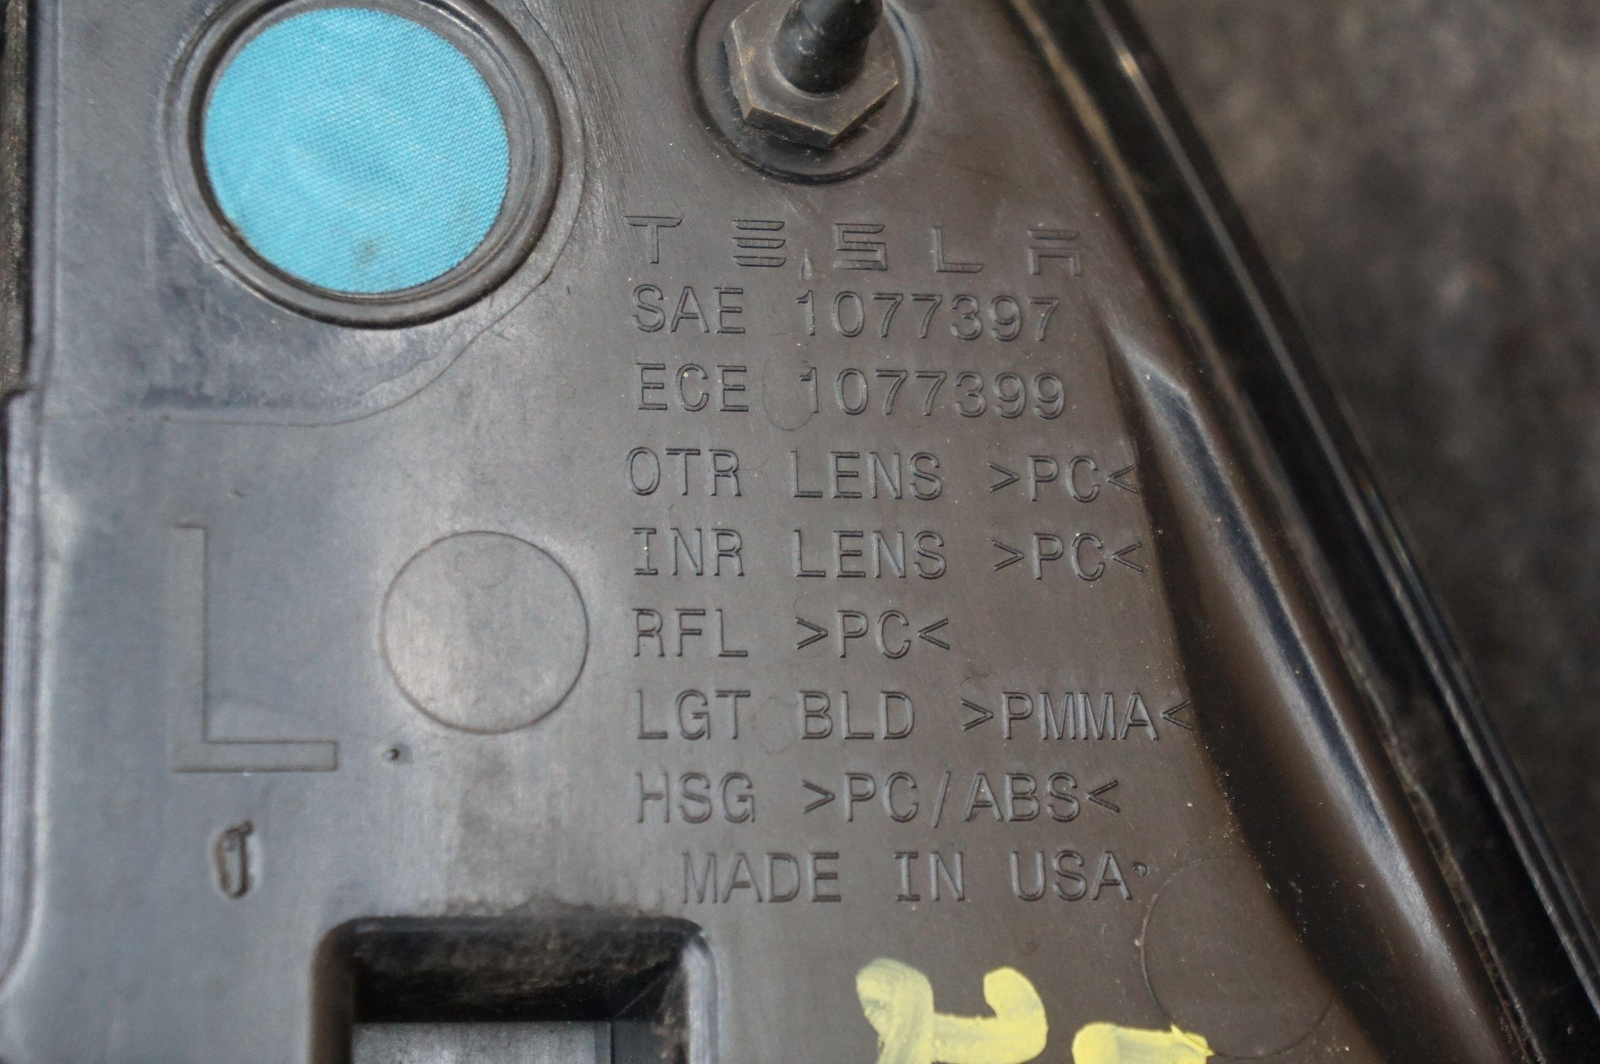 TESLA
SAE 1077397
ECE 1077399
OTR LENS >PC<
INR LENS >PC<
RFL >PC<
LGT BLD >PMMA<
HSG >PC/ABS<
MADE IN USA
L